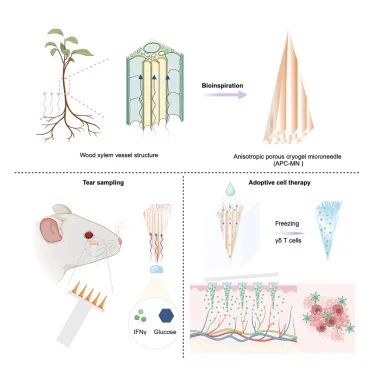 Bioinspiration
Wood xylem vessel structure
Anisotropic porous cryogel microneedle
(APC-MN )
Tear sampling
Adoptive cell therapy
Freezing
γδ T cells
IFNγ
Glucose